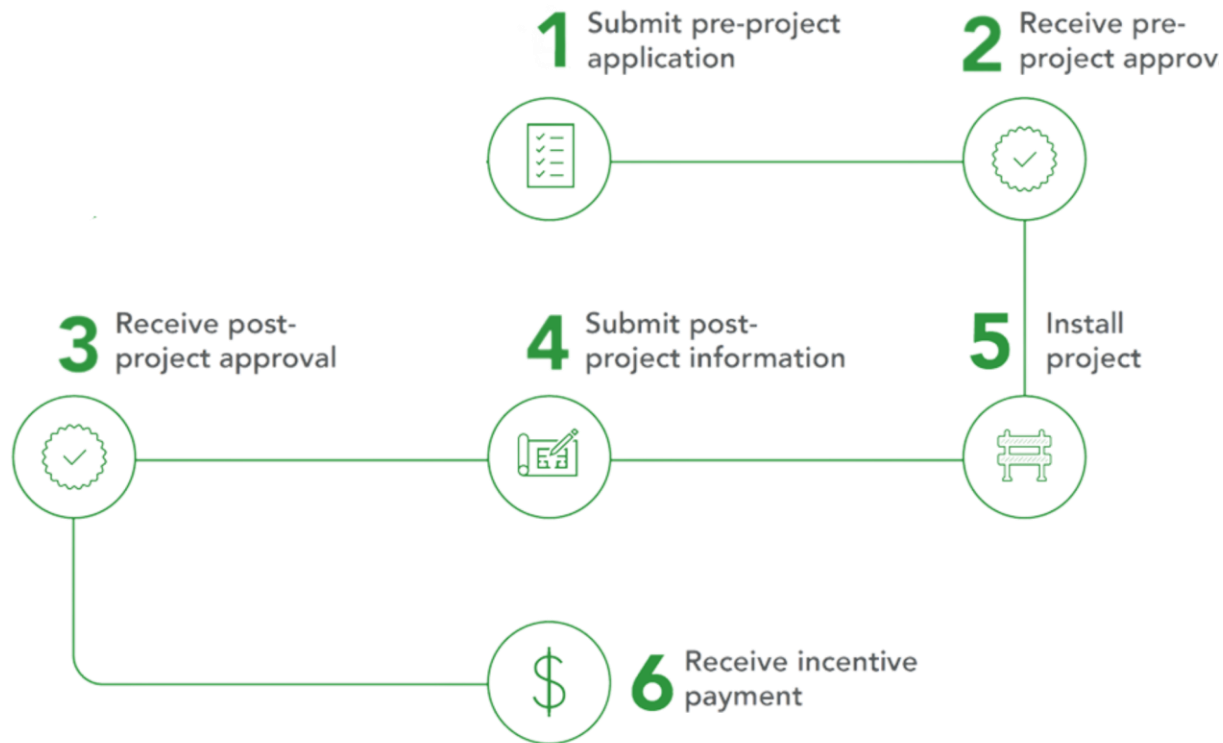 1 Submit pre-project
application
2 Receive pre-
project approv
3 Receive post-
project approval
4 Submit post-
project information
5 Install
project
6 Receive incentive
payment